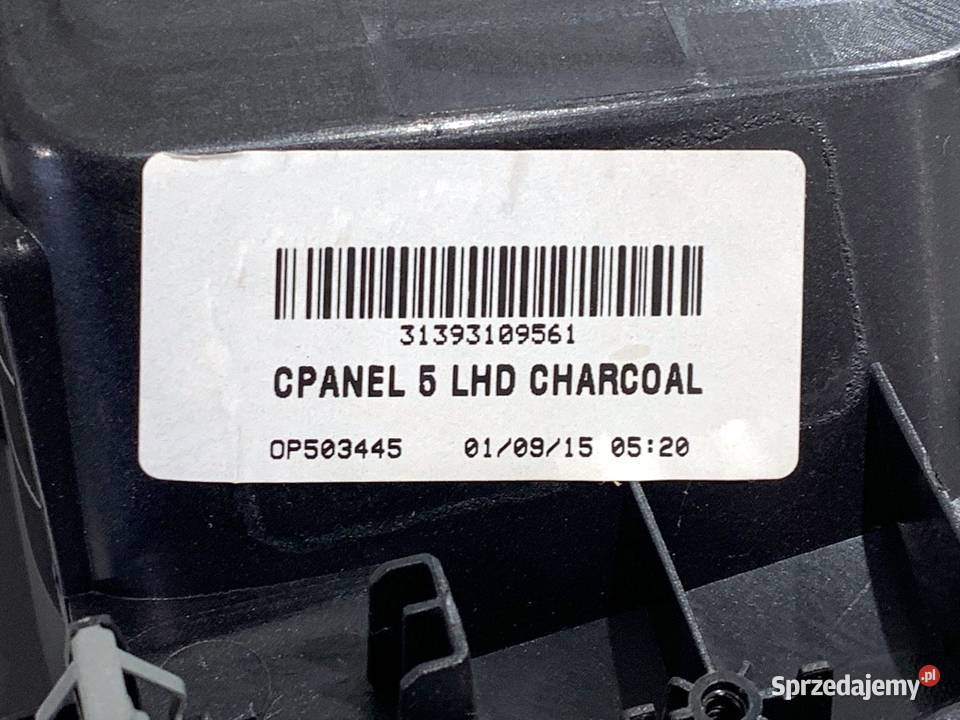 31393109561
CPANEL 5 LHD CHARCOAL
OP503445 01/09/15 05:20
Sprzedajemy.pl